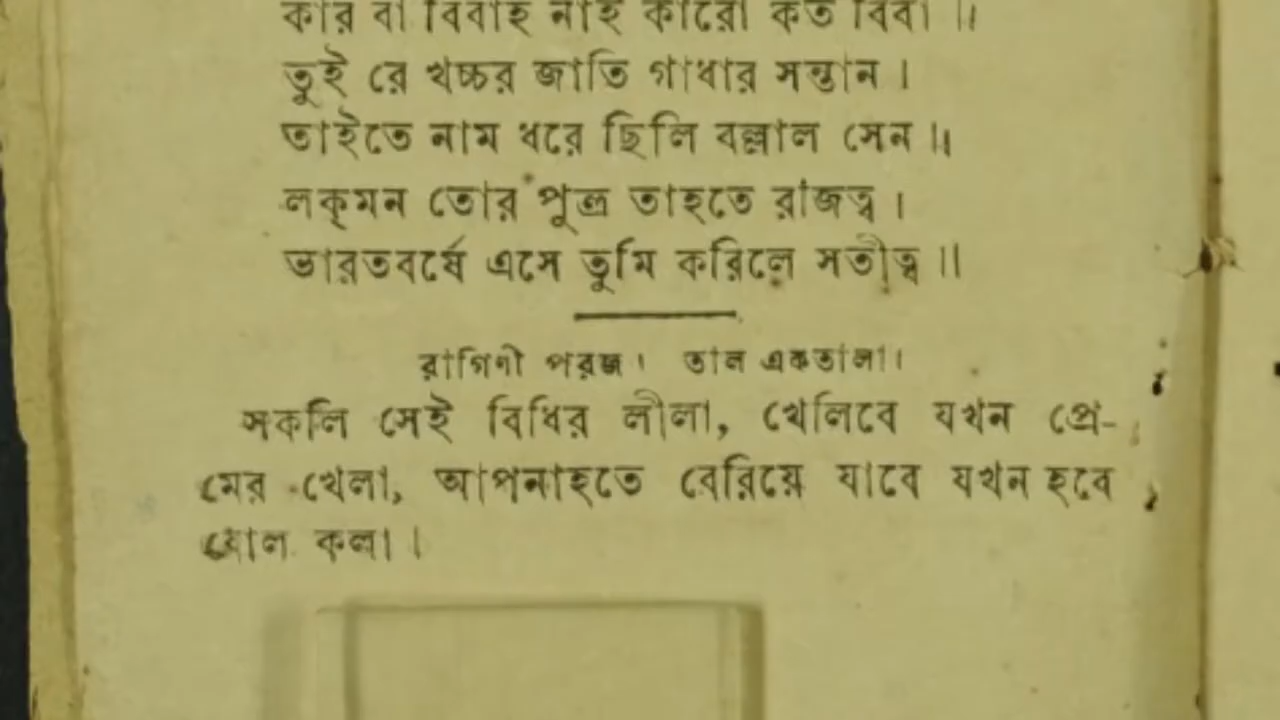 কার বা বিবাহ নাহি কারো কত বিবা ॥
তুই রে খচ্চর জাতি গাধার সন্তান ।
তাইতে নাম ধরে ছিলি বল্লাল সেন ॥
লক্মন তোর পুত্র তাহতে রাজত্ব ।
ভারতবর্ষে এসে তুমি করিলে সতীত্ব ॥
রাগিণী পরজ । তাল একতালা ।
সকলি সেই বিধির লীলা, খেলিবে যখন প্রে-
মের খেলা, আপনাহতে বেরিয়ে যাবে যখন হবে
ষোল কলা ।